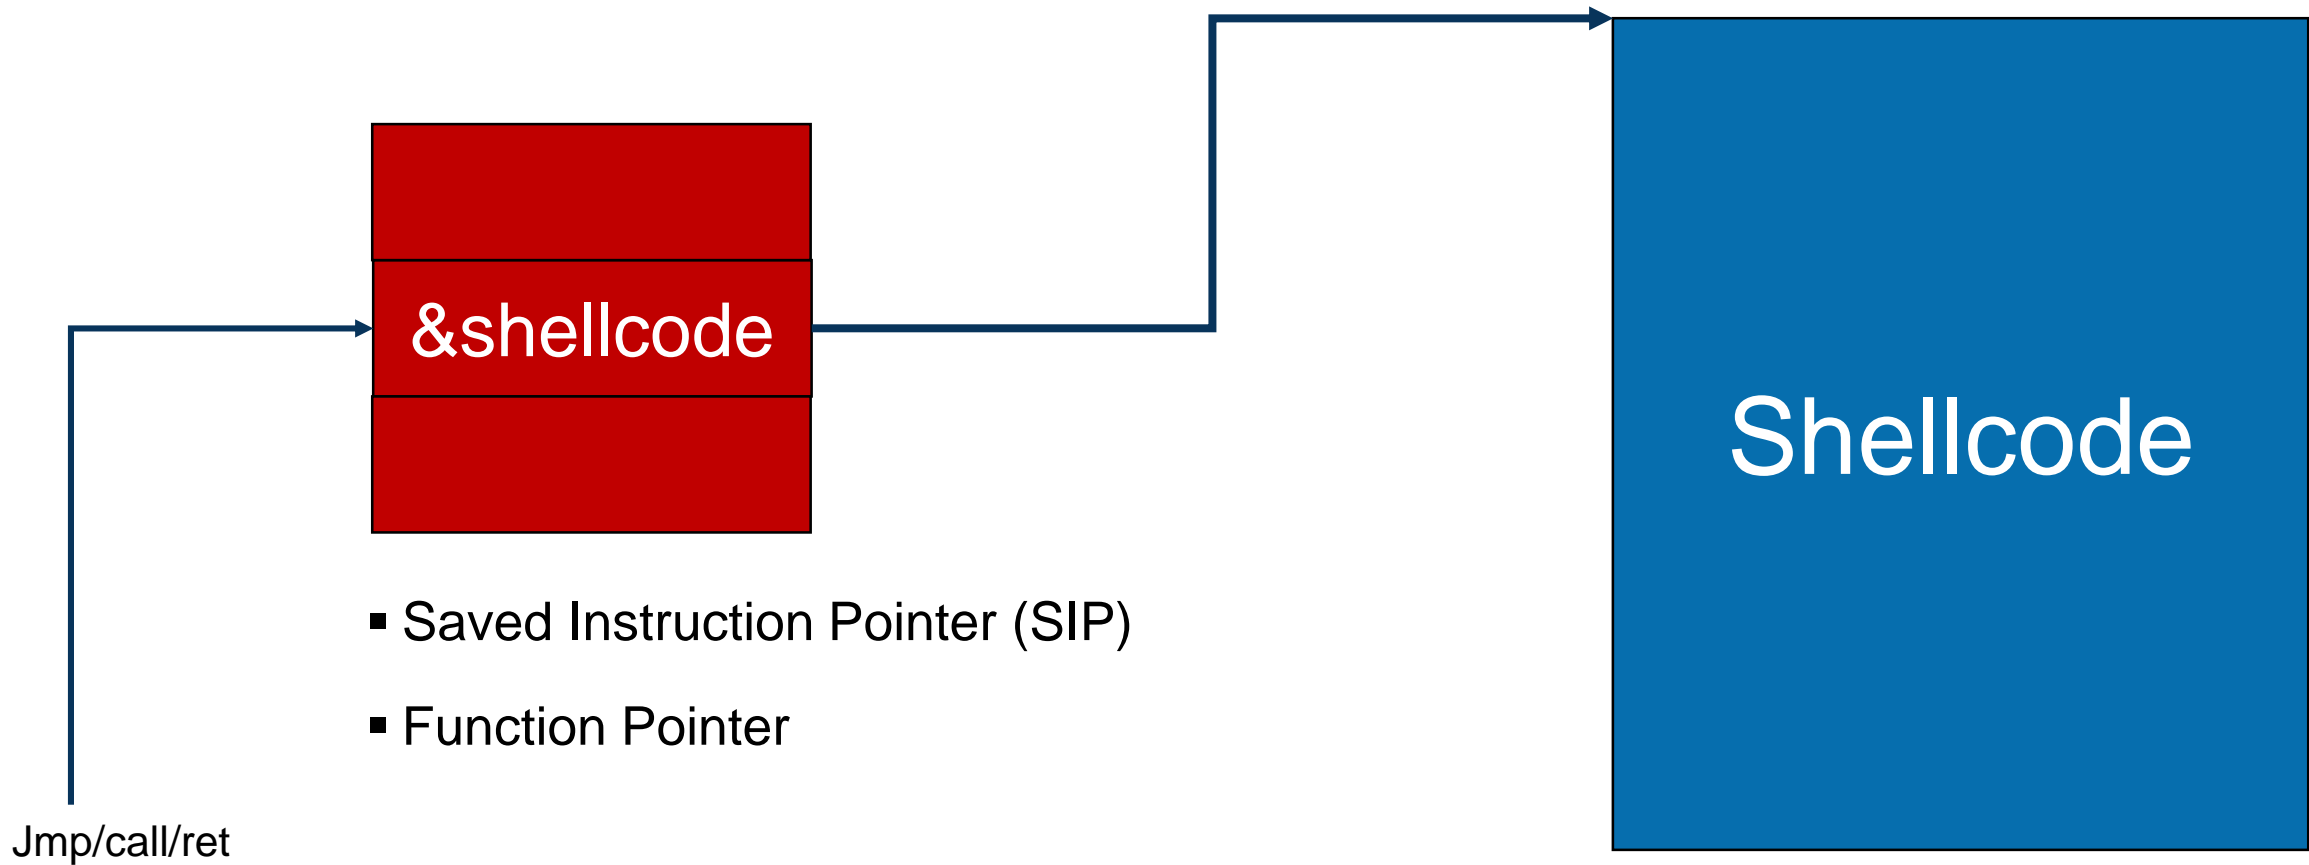 &shellcode
Shellcode
▪ Saved Instruction Pointer (SIP)
▪ Function Pointer
Jmp/call/ret